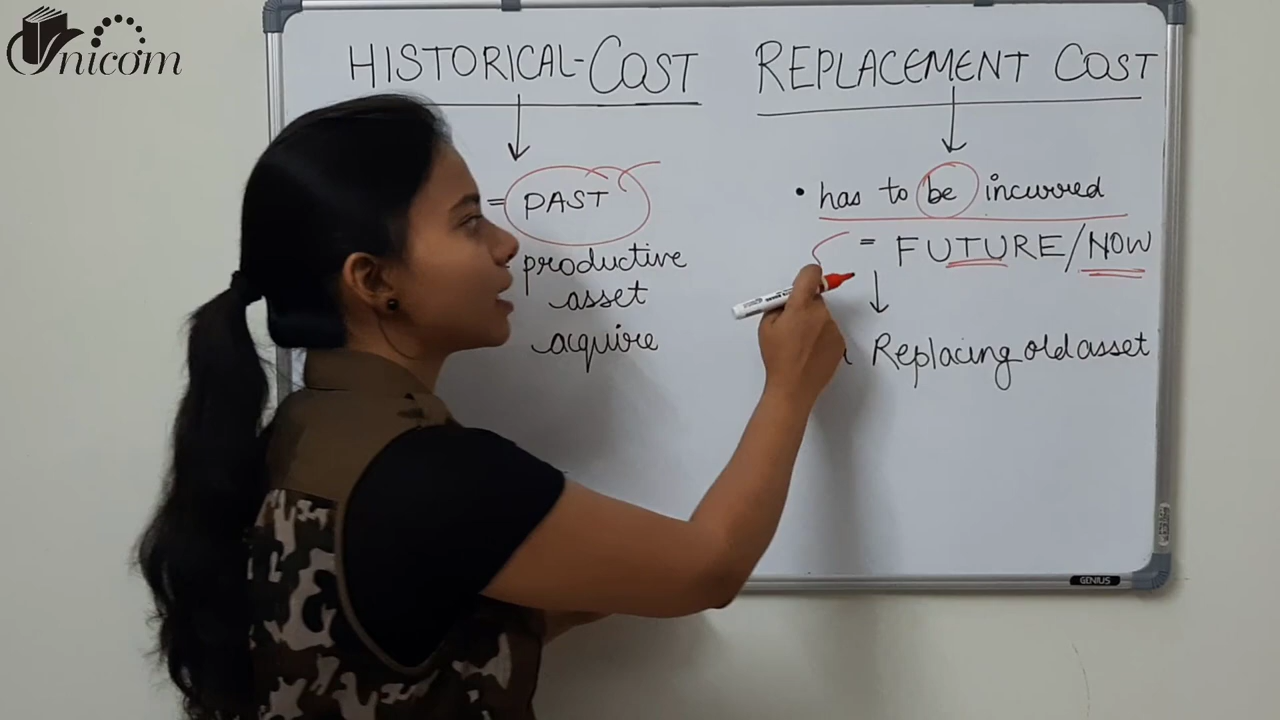 Unicom
HISTORICAL-COST
= PAST
productive
asset
acquire
REPLACEMENT COST
• has to be incurred
= FUTURE/NOW
Replacing old asset
GENIUS